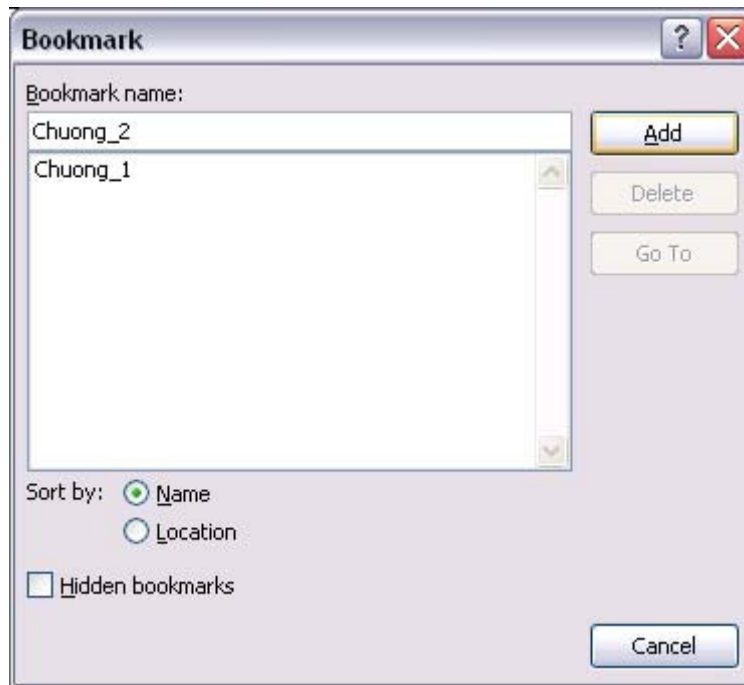 Bookmark
Bookmark name:
Chuong_2
Add
Chuong_1
Delete
Go To
Sort by:
Name
Location
Hidden bookmarks
Cancel